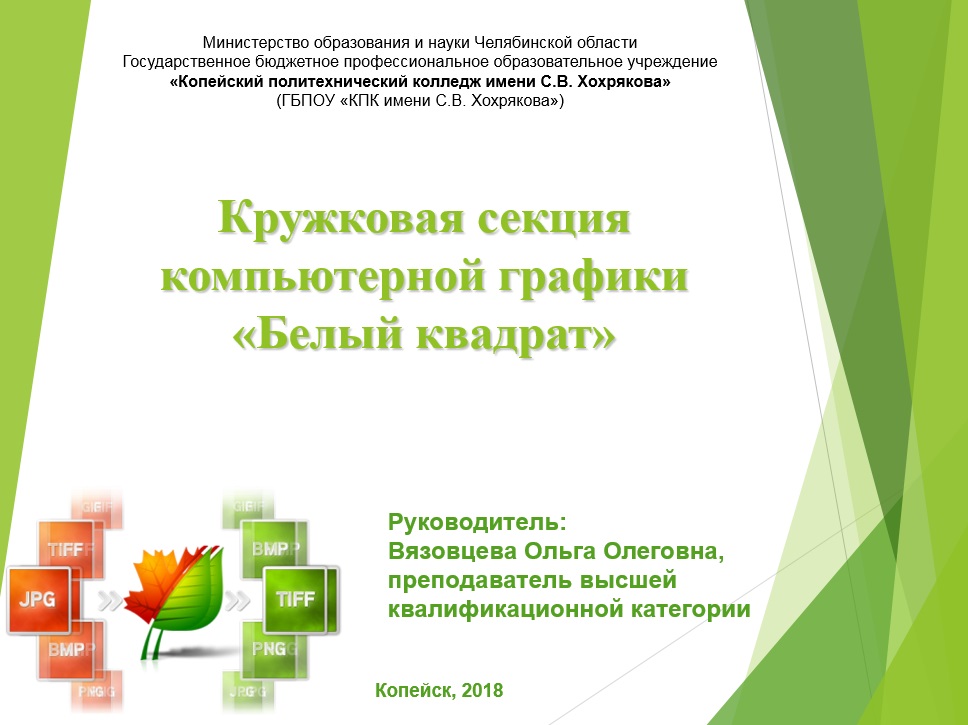 Министерство образования и науки Челябинской области
Государственное бюджетное профессиональное образовательное учреждение
«Копейский политехнический колледж имени С.В. Хохрякова»
(ГБПОУ «КПК имени С.В. Хохрякова»)
Кружковая секция
компьютерной графики
«Белый квадрат»
Руководитель:
Вязовцева Ольга Олеговна,
преподаватель высшей
квалификационной категории
TIFF
JPG
BMP
BMP
TIFF
PNG
Копейск, 2018